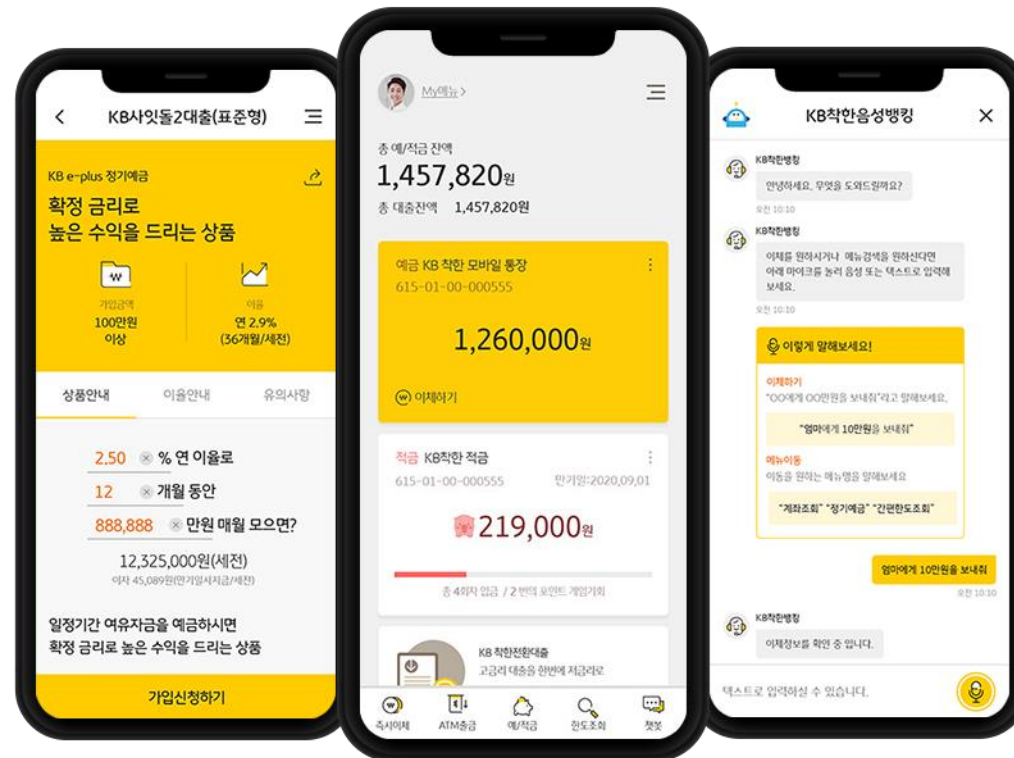 KB사잇돌2대출(표준형)
KB e-plus 정기예금
확정 금리로
높은 수익을 드리는 상품
가입금액
100만원
이상
이율
연 2.9%
(36개월/세전)
상품안내
이율안내
유의사항
2.50 % 연 이율로
12 개월 동안
888,888 만원 매월 모으면?
12,325,000원(세전)
이자 45,089원(만기일시지급/세전)
일정기간 여유자금을 예금하시면
확정 금리로 높은 수익을 드리는 상품
가입신청하기
My메뉴 >
총 예/적금 잔액
1,457,820원
총 대출잔액 1,457,820원
예금 KB 착한 모바일 통장
615-01-00-000555
1,260,000원
이체하기
적금 KB착한 적금
615-01-00-000555 만기일:2020,09,01
219,000원
총 4회차 입금 / 2 번의 포인트 게임기회
KB 착한전환대출
고금리 대출을 한번에 저금리로
즉시이체
ATM출금
예/적금
한도조회
챗봇
KB착한음성뱅킹
KB착한뱅킹
안녕하세요. 무엇을 도와드릴까요?
오전 10:10
KB착한뱅킹
이체를 원하시거나 메뉴검색을 원하신다면
아래 마이크를 눌러 음성 또는 텍스트로 입력해
보세요.
오전 10:10
이렇게 말해보세요!
이체하기
"OO에게 OO만원을 보내줘"라고 말해보세요.
"엄마에게 10만원을 보내줘"
메뉴이동
이동을 원하는 메뉴명을 말해보세요
"계좌조회" "정기예금" "간편한도조회"
엄마에게 10만원을 보내줘
오전 10:10
KB착한뱅킹
이체정보를 확인 중 입니다.
텍스트로 입력하실 수 있습니다.